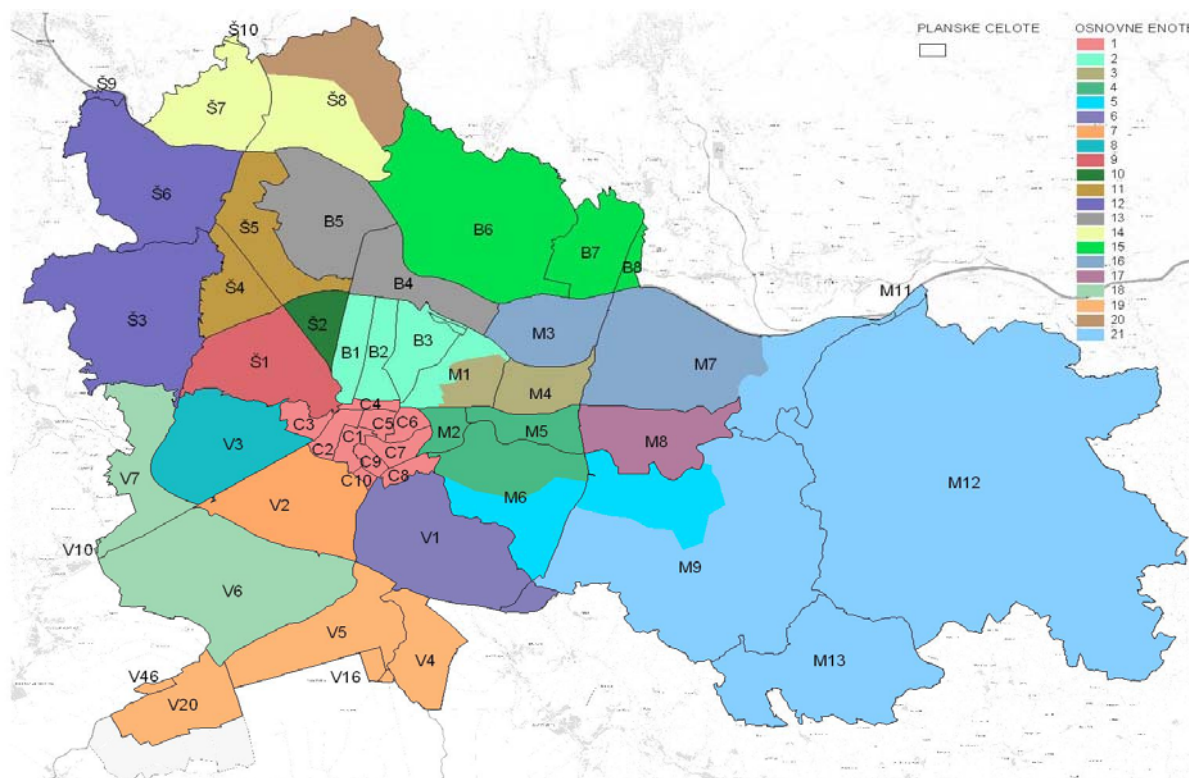 Š10
PLANSKE CELOTE
OSNOVNE ENOTE
1
2
3
4
5
6
7
8
9
10
11
12
13
14
15
16
17
18
19
20
21
Š9
Š7
Š8
Š6
Š5
B5
B6
B7
B8
Š4
B4
M11
Š3
Š2
B1
B2
B3
M3
M7
Š1
M1
M4
C4
C3
C5
C6
C1
C2
C7
C9
C8
C10
M2
M5
M8
V3
V7
V2
M6
M12
V1
V10
M9
V6
V5
V4
V46
V16
V20
M13